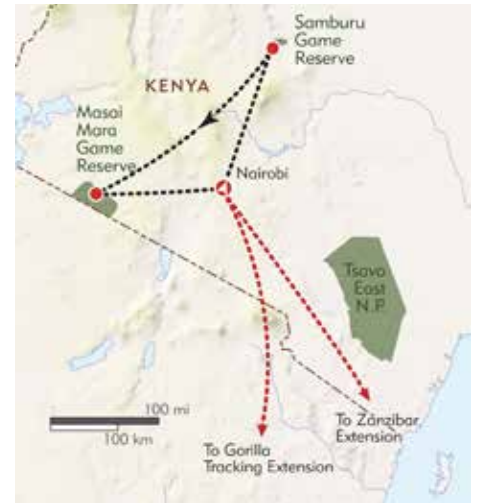 Samburu
Game
Reserve
KENYA
Masai
Mara
Game
Reserve
Nairobi
Tsavo
East
N.P.
100 mi
100 km
To Zánzibar
Extension
To Gorilla
Tracking Extension